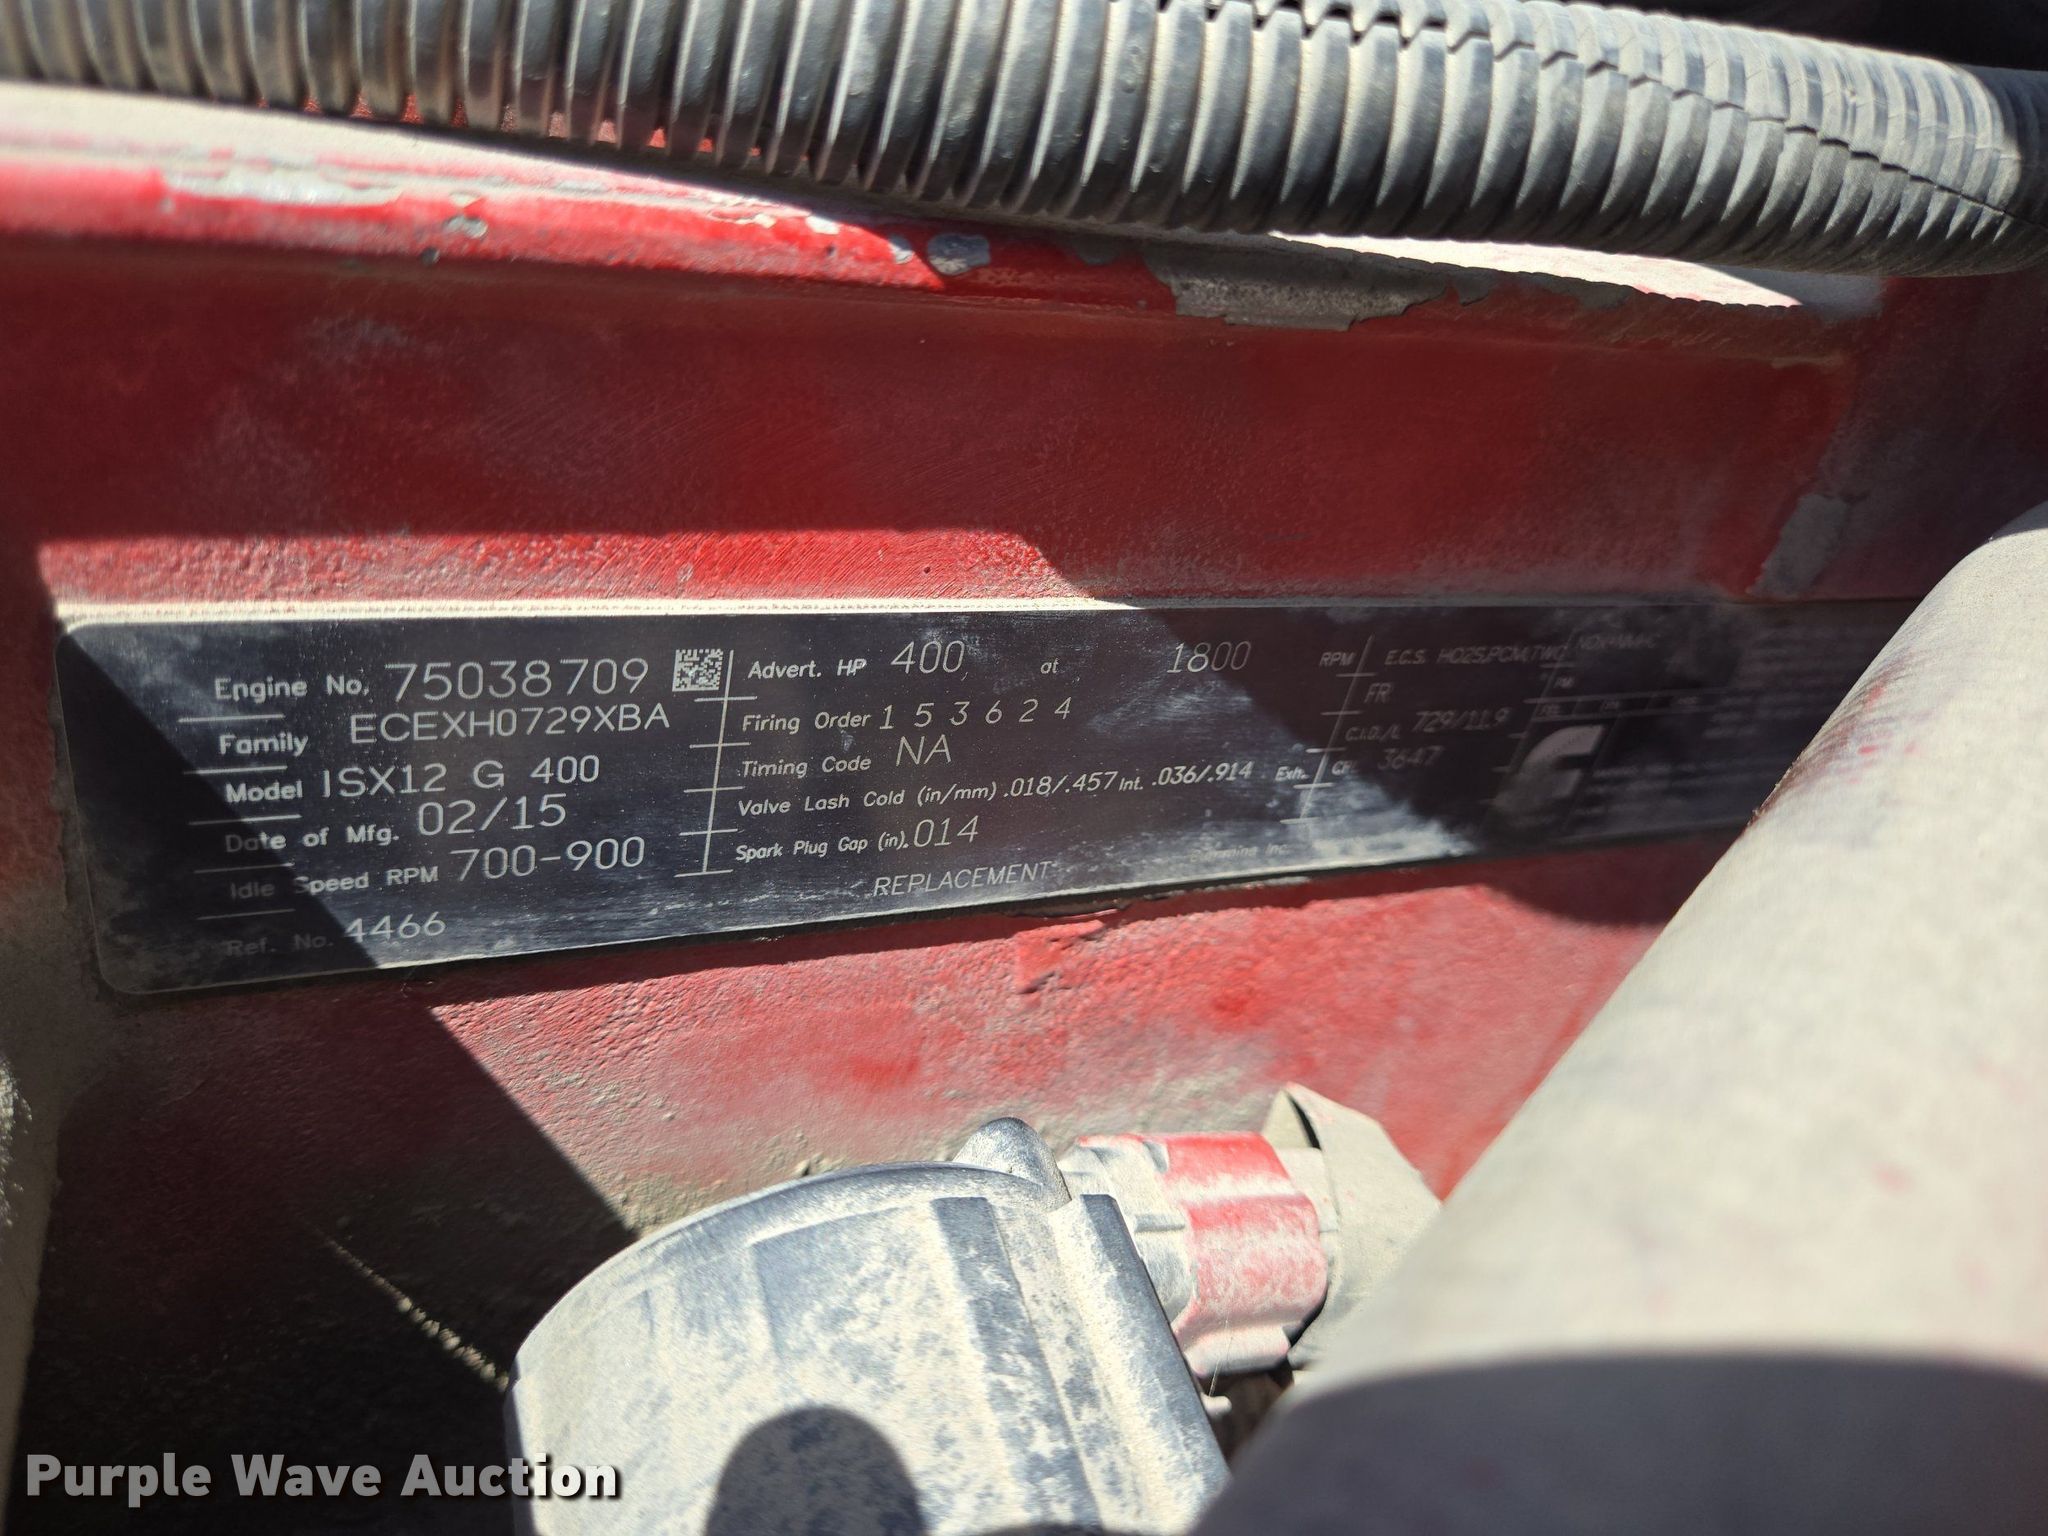 Engine No. 75038709
Family ECEXH0729XBA
Model ISX12 G 400
Date of Mfg. 02/15
Idle Speed RPM 700-900
Ref. No. 4466
Advert. HP 400 at 1800 RPM
Firing Order 1 5 3 6 2 4
Timing Code NA
Valve Lash Cold (in/mm) .018/.457 Int. .036/.914 Exh.
Spark Plug Gap (in). 014
REPLACEMENT
E.C.S. HO2S,PCM,TWC
FR
C.I.D./L 729/11.9
CPL 3647
Inc.
Purple Wave Auction